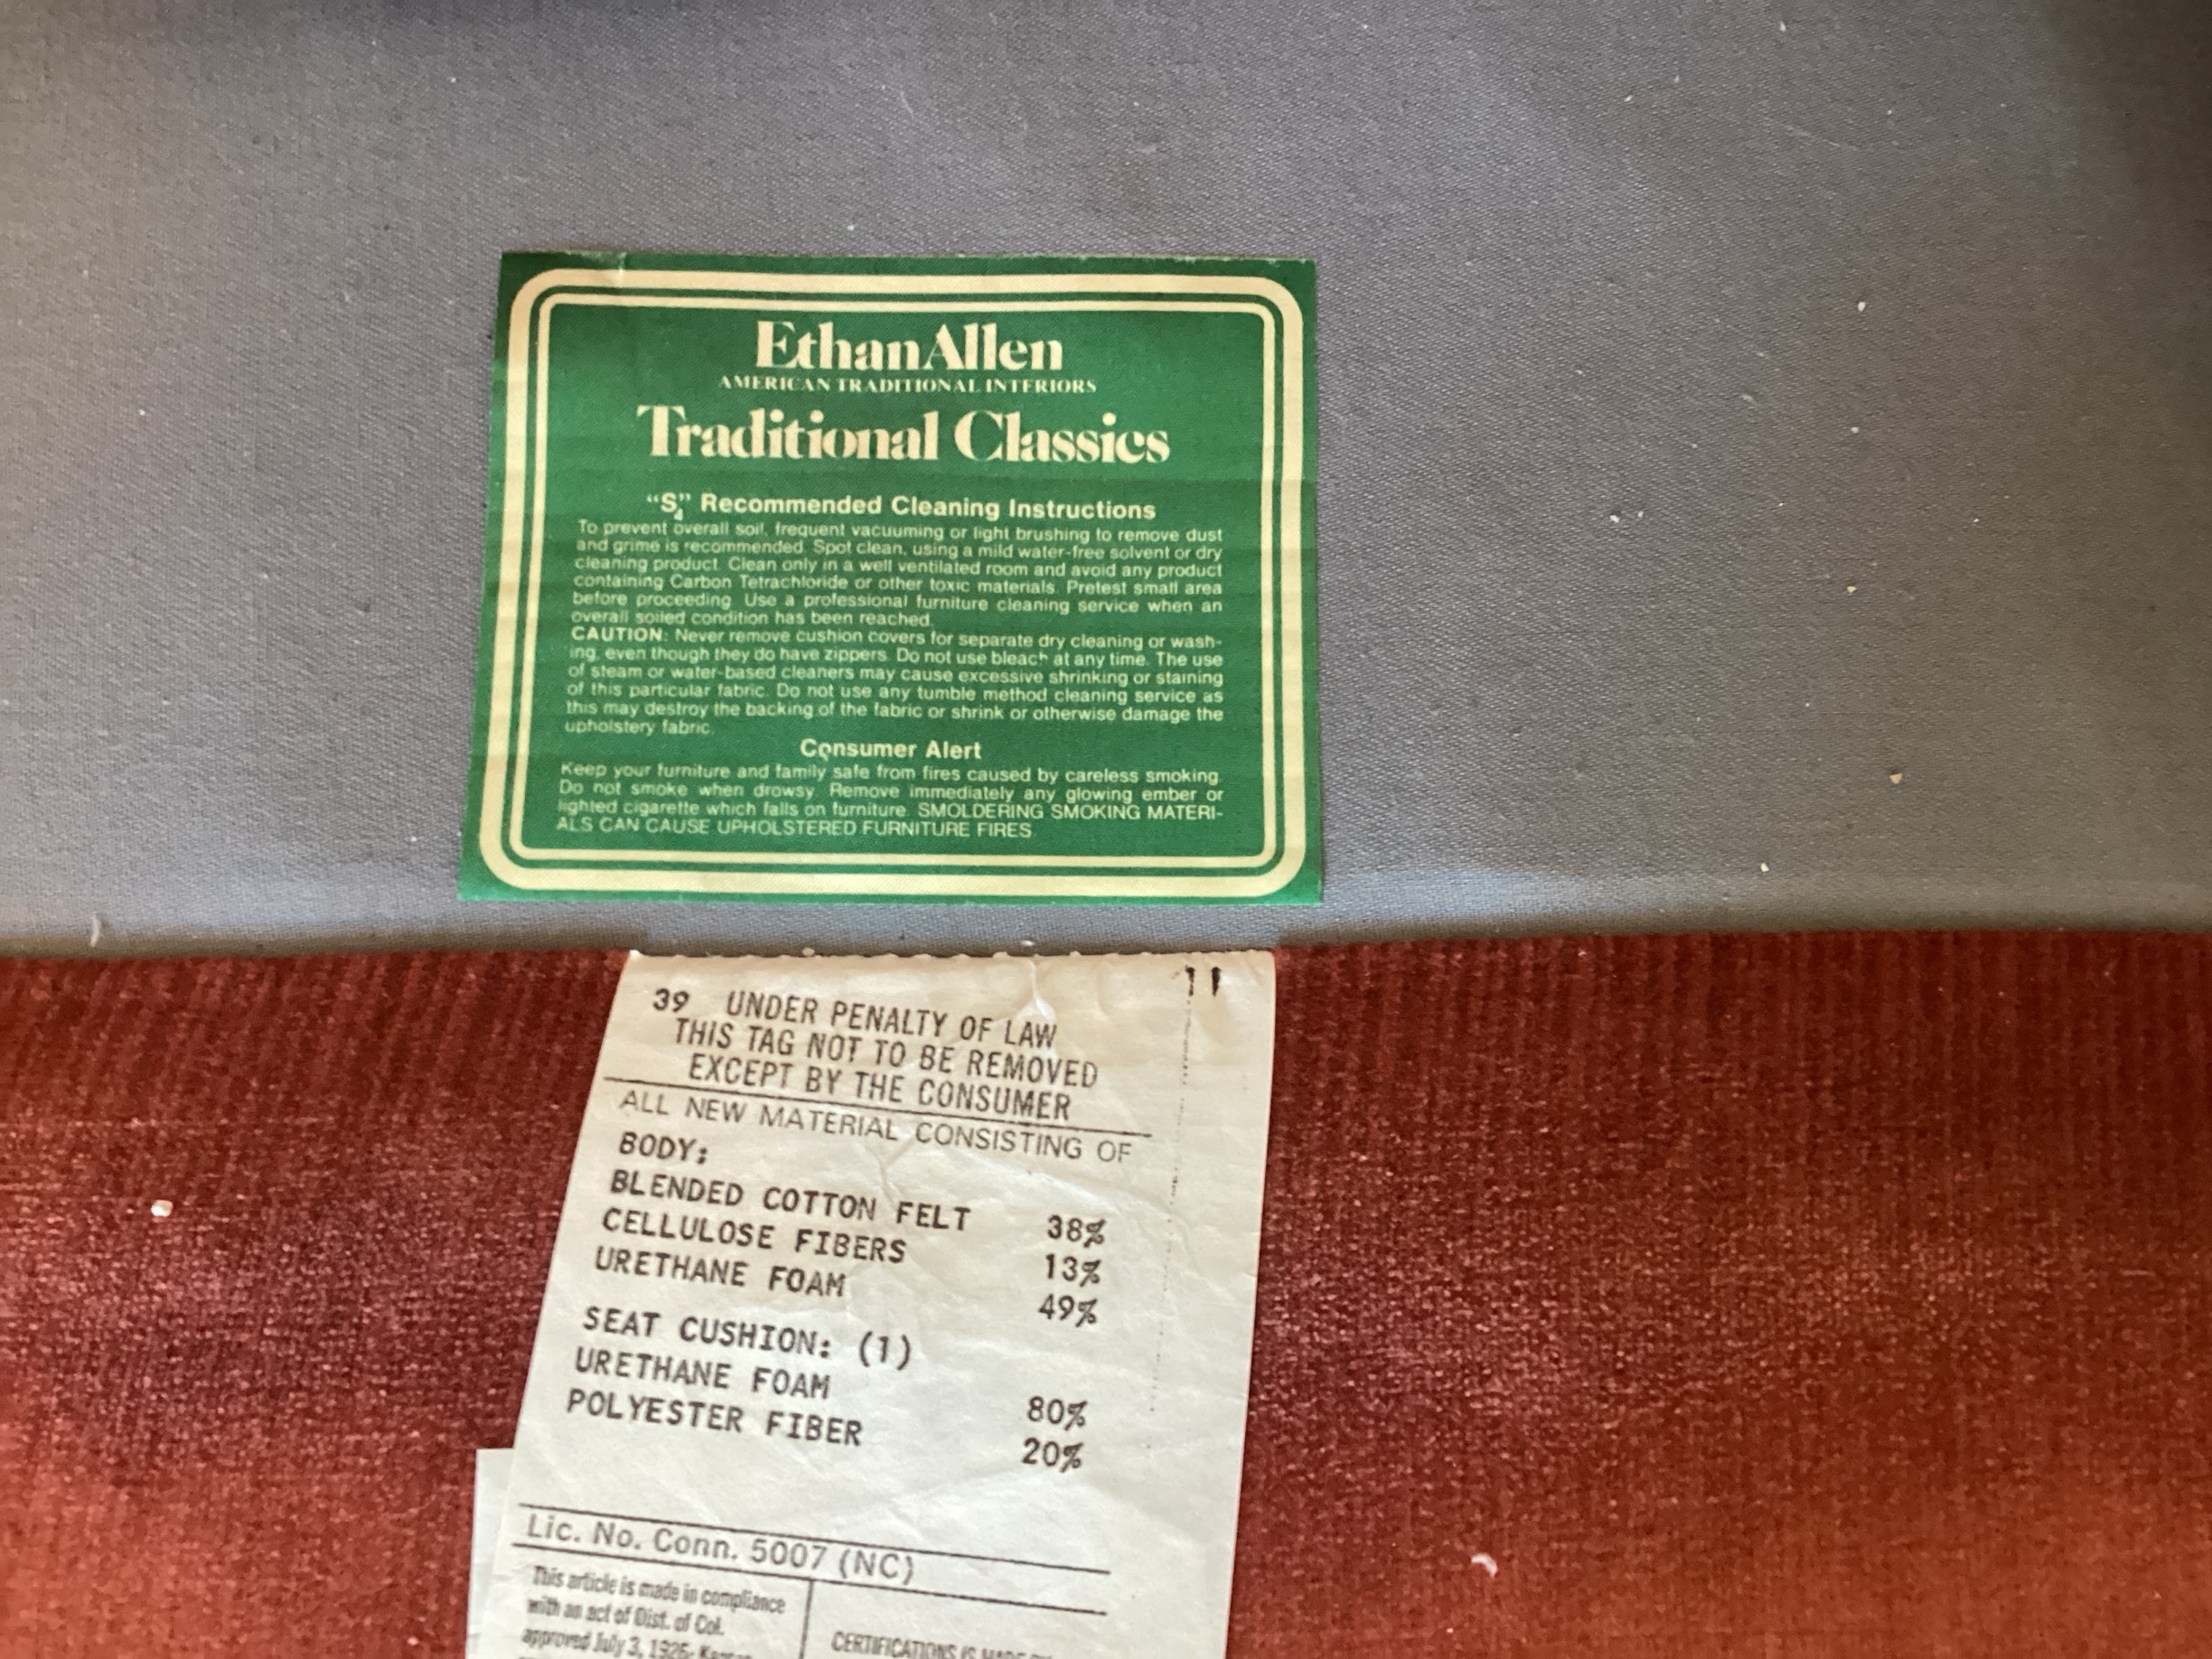 EthanAllen
AMERICAN TRADITIONAL INTERIORS
Traditional Classics
“S” Recommended Cleaning Instructions
To prevent overall soil, frequent vacuuming or light brushing to remove dust
and grime is recommended. Spot clean, using a mild water-free solvent or dry
cleaning product. Clean only in a well ventilated room and avoid any product
containing Carbon Tetrachloride or other toxic materials. Pretest small area
before proceeding. Use a professional furniture cleaning service when an
overall soiled condition has been reached.
CAUTION: Never remove cushion covers for separate dry cleaning or wash-
ing, even though they do have zippers. Do not use bleach at any time. The use
of steam or water-based cleaners may cause excessive shrinking or staining
of this particular fabric. Do not use any tumble method cleaning service as
this may destroy the backing of the fabric or shrink or otherwise damage the
upholstery fabric.
Consumer Alert
Keep your furniture and family safe from fires caused by careless smoking.
Do not smoke when drowsy. Remove immediately any glowing ember or
lighted cigarette which falls on furniture. SMOLDERING SMOKING MATERI-
ALS CAN CAUSE UPHOLSTERED FURNITURE FIRES
39 UNDER PENALTY OF LAW
THIS TAG NOT TO BE REMOVED
EXCEPT BY THE CONSUMER
ALL NEW MATERIAL CONSISTING OF
BODY:
BLENDED COTTON FELT 38%
CELLULOSE FIBERS 13%
URETHANE FOAM 49%
SEAT CUSHION: (1)
URETHANE FOAM 80%
POLYESTER FIBER 20%
Lic. No. Conn. 5007 (NC)
This article is made in compliance
with an act of Dist. of Col.
approved July 3, 1926;
CERTIFICATIONS IS MADE